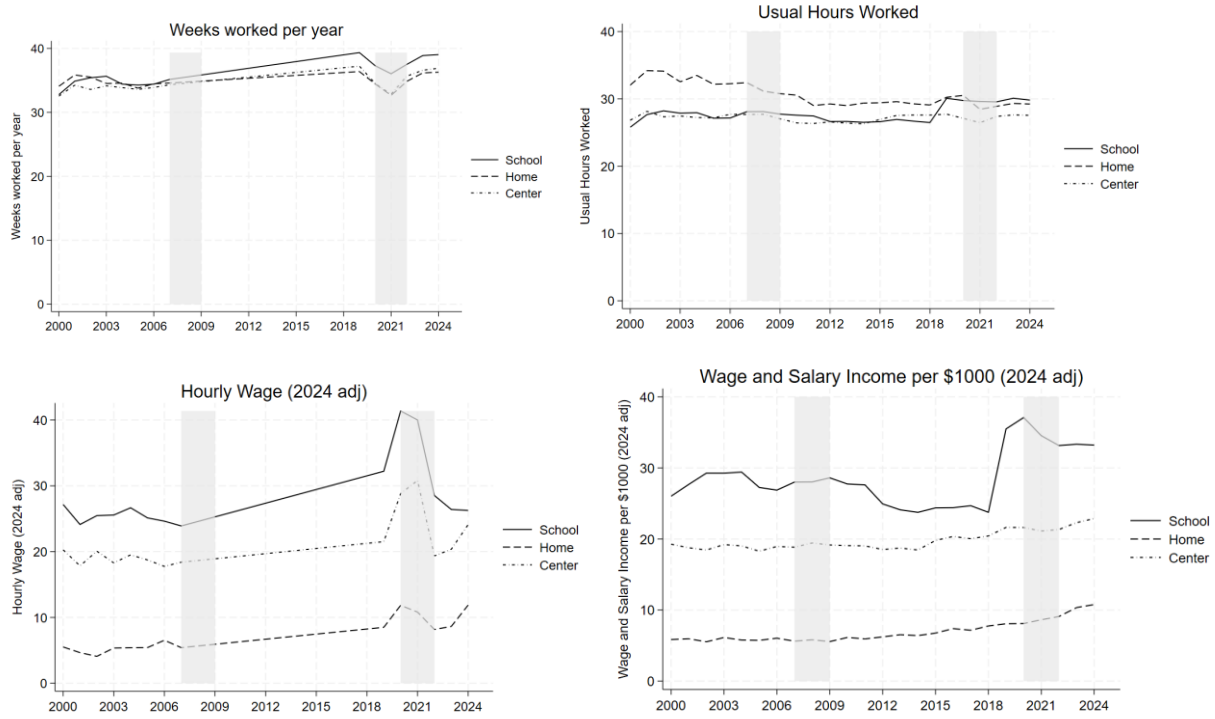 Weeks worked per year
Weeks worked per year
40
30
20
10
0
2000 2003 2006 2009 2012 2015 2018 2021 2024
School
Home
Center
Usual Hours Worked
Usual Hours Worked
40
30
20
10
0
2000 2003 2006 2009 2012 2015 2018 2021 2024
School
Home
Center
Hourly Wage (2024 adj)
Hourly Wage (2024 adj)
40
30
20
10
0
2000 2003 2006 2009 2012 2015 2018 2021 2024
School
Home
Center
Wage and Salary Income per $1000 (2024 adj)
Wage and Salary Income per $1000 (2024 adj)
40
30
20
10
0
2000 2003 2006 2009 2012 2015 2018 2021 2024
School
Home
Center